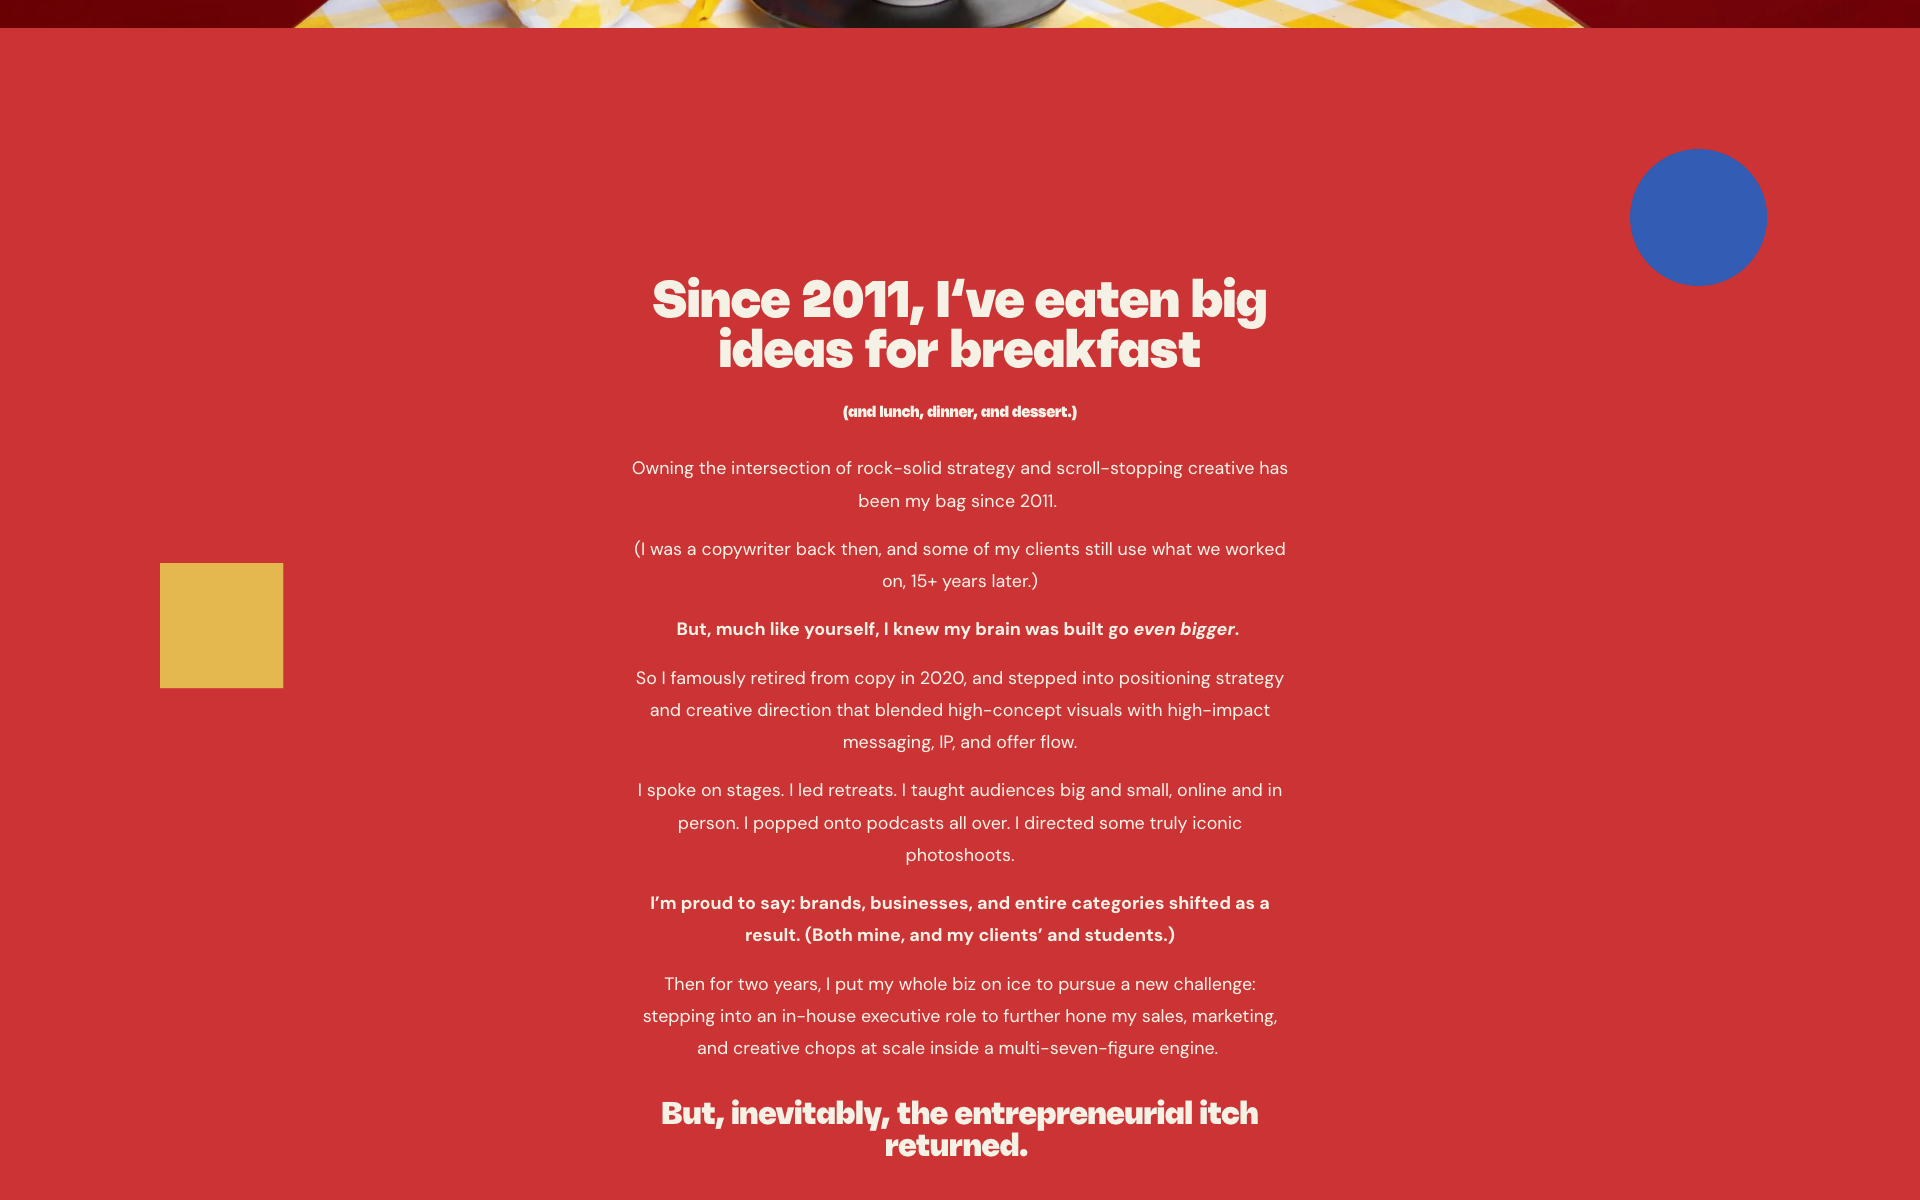 Since 2011, I‘ve eaten big
ideas for breakfast
(and lunch, dinner, and dessert.)
Owning the intersection of rock-solid strategy and scroll-stopping creative has
been my bag since 2011.
(I was a copywriter back then, and some of my clients still use what we worked
on, 15+ years later.)
But, much like yourself, I knew my brain was built go even bigger.
So I famously retired from copy in 2020, and stepped into positioning strategy
and creative direction that blended high-concept visuals with high-impact
messaging, IP, and offer flow.
I spoke on stages. I led retreats. I taught audiences big and small, online and in
person. I popped onto podcasts all over. I directed some truly iconic
photoshoots.
I’m proud to say: brands, businesses, and entire categories shifted as a
result. (Both mine, and my clients’ and students.)
Then for two years, I put my whole biz on ice to pursue a new challenge:
stepping into an in-house executive role to further hone my sales, marketing,
and creative chops at scale inside a multi-seven-figure engine.
But, inevitably, the entrepreneurial itch
returned.